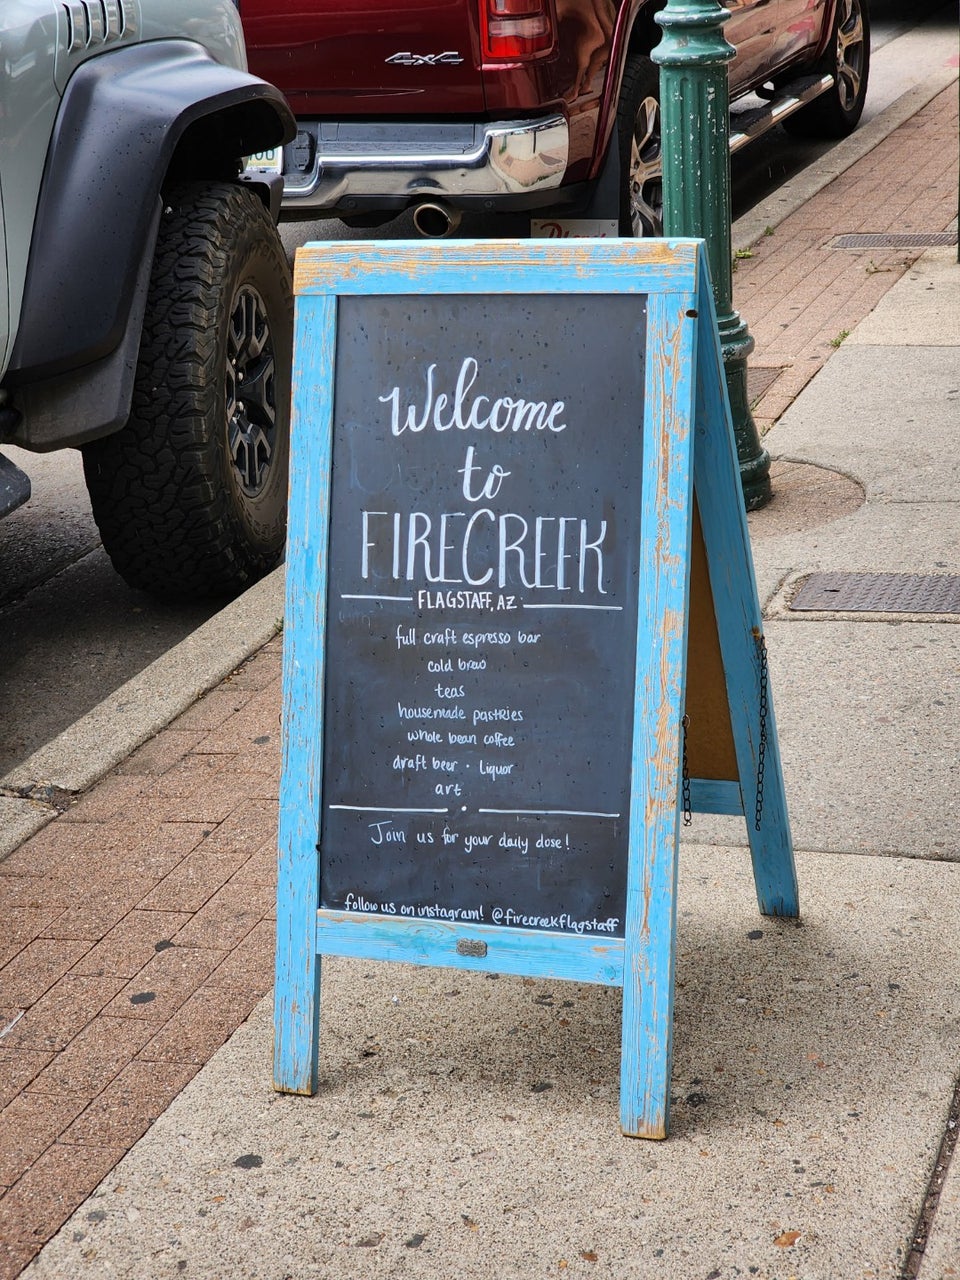 4x4
Welcome
to
FIRECREEK
FLAGSTAFF, AZ
full craft espresso bar
cold brew
teas
housemade pastries
whole bean coffee
draft beer · liquor
art
Join us for your daily dose!
follow us on instagram! @firecreekflagstaff